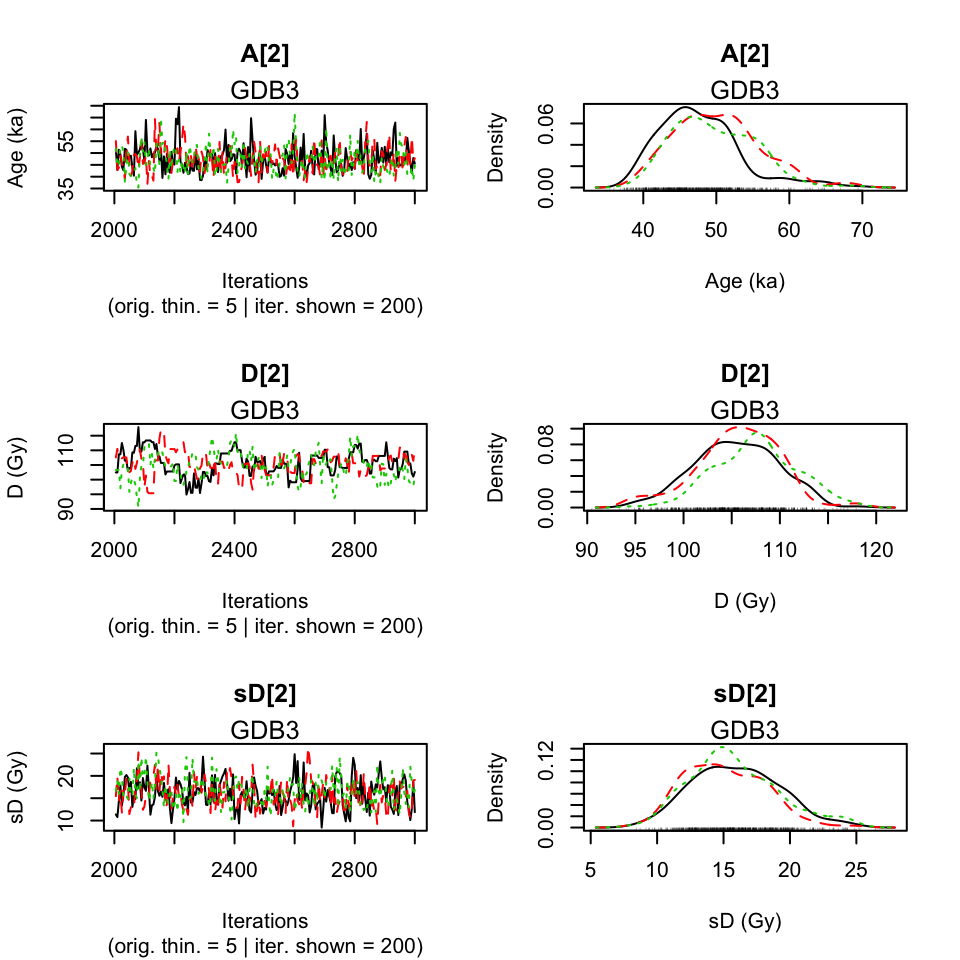 A[2]
GDB3
Age (ka)
35 55
2000 2400 2800
Iterations
(orig. thin. = 5 | iter. shown = 200)
A[2]
GDB3
Density
0.00 0.06
40 50 60 70
Age (ka)
D[2]
GDB3
D (Gy)
90 110
2000 2400 2800
Iterations
(orig. thin. = 5 | iter. shown = 200)
D[2]
GDB3
Density
0.00 0.08
90 95 100 110 120
D (Gy)
sD[2]
GDB3
sD (Gy)
10 20
2000 2400 2800
Iterations
(orig. thin. = 5 | iter. shown = 200)
sD[2]
GDB3
Density
0.00 0.12
5 10 15 20 25
sD (Gy)